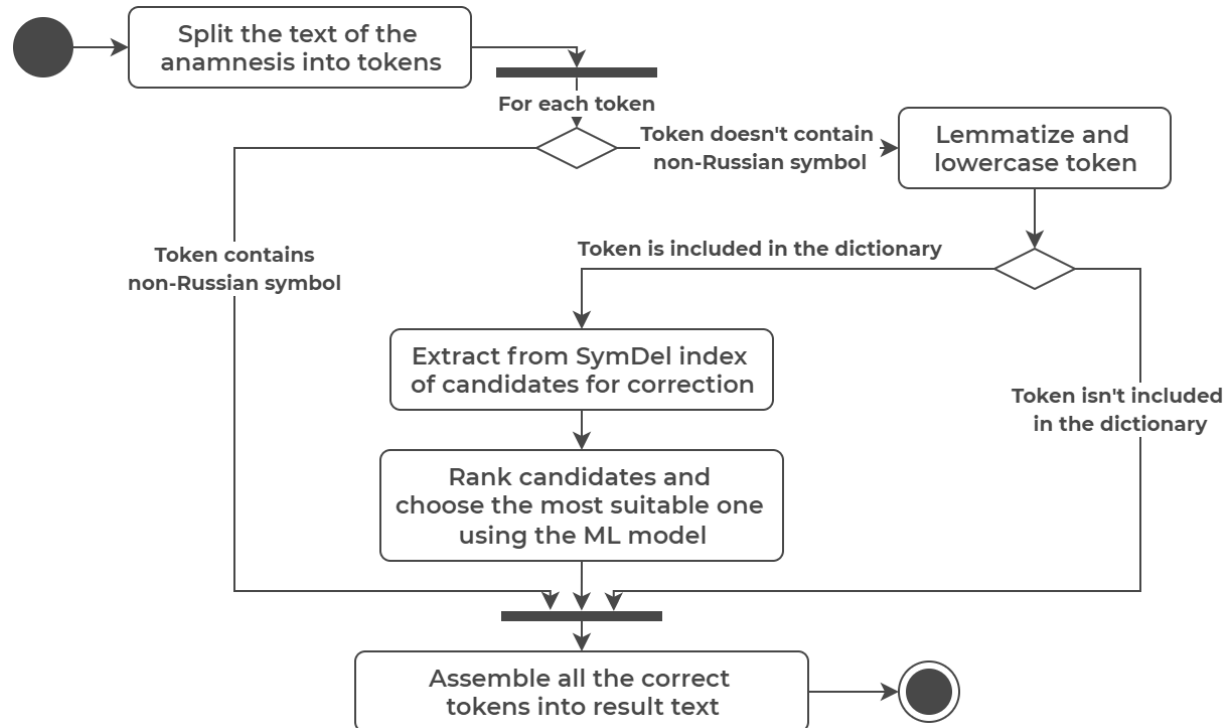 Split the text of the
anamnesis into tokens
For each token
Token doesn't contain
non-Russian symbol
Lemmatize and
lowercase token
Token contains
non-Russian symbol
Token is included in the dictionary
Extract from SymDel index
of candidates for correction
Token isn't included
in the dictionary
Rank candidates and
choose the most suitable one
using the ML model
Assemble all the correct
tokens into result text